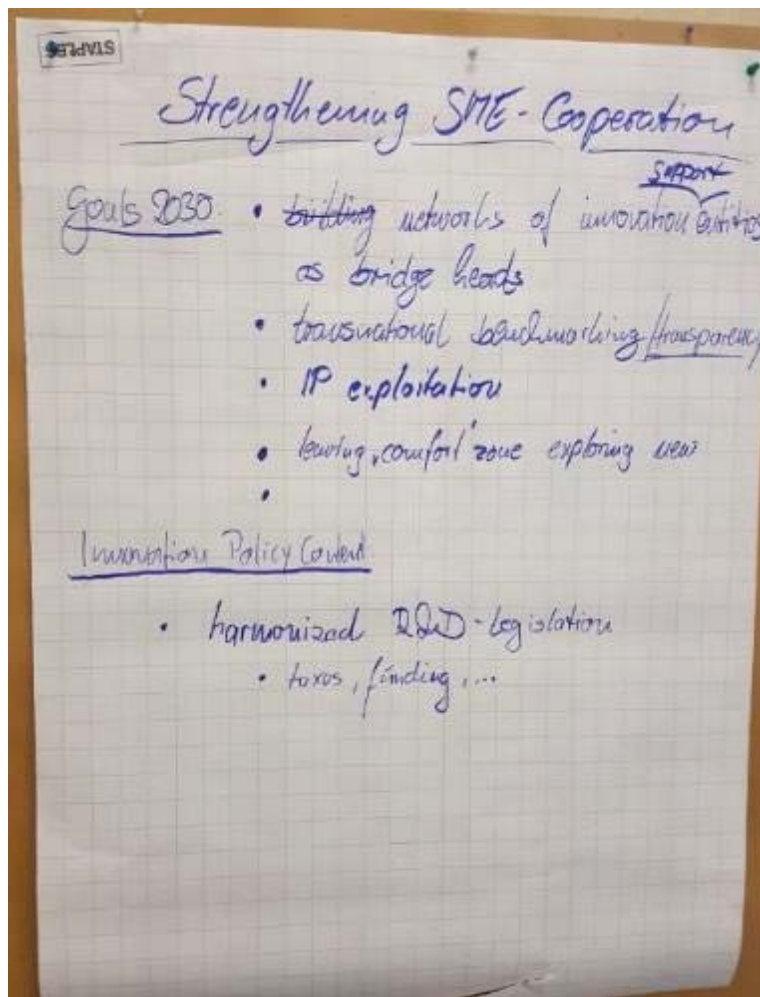 STAPLES
Strengthening SME-Cooperation
support
Goals 2030 • building networks of innovation entities
as bridge heads
• transnational benchmarking/transparency
• IP exploitation
• leaving "comfort" zone exploring new
•
Innovation Policy Content
• harmonized R&D-legislation
• taxes, funding, ...